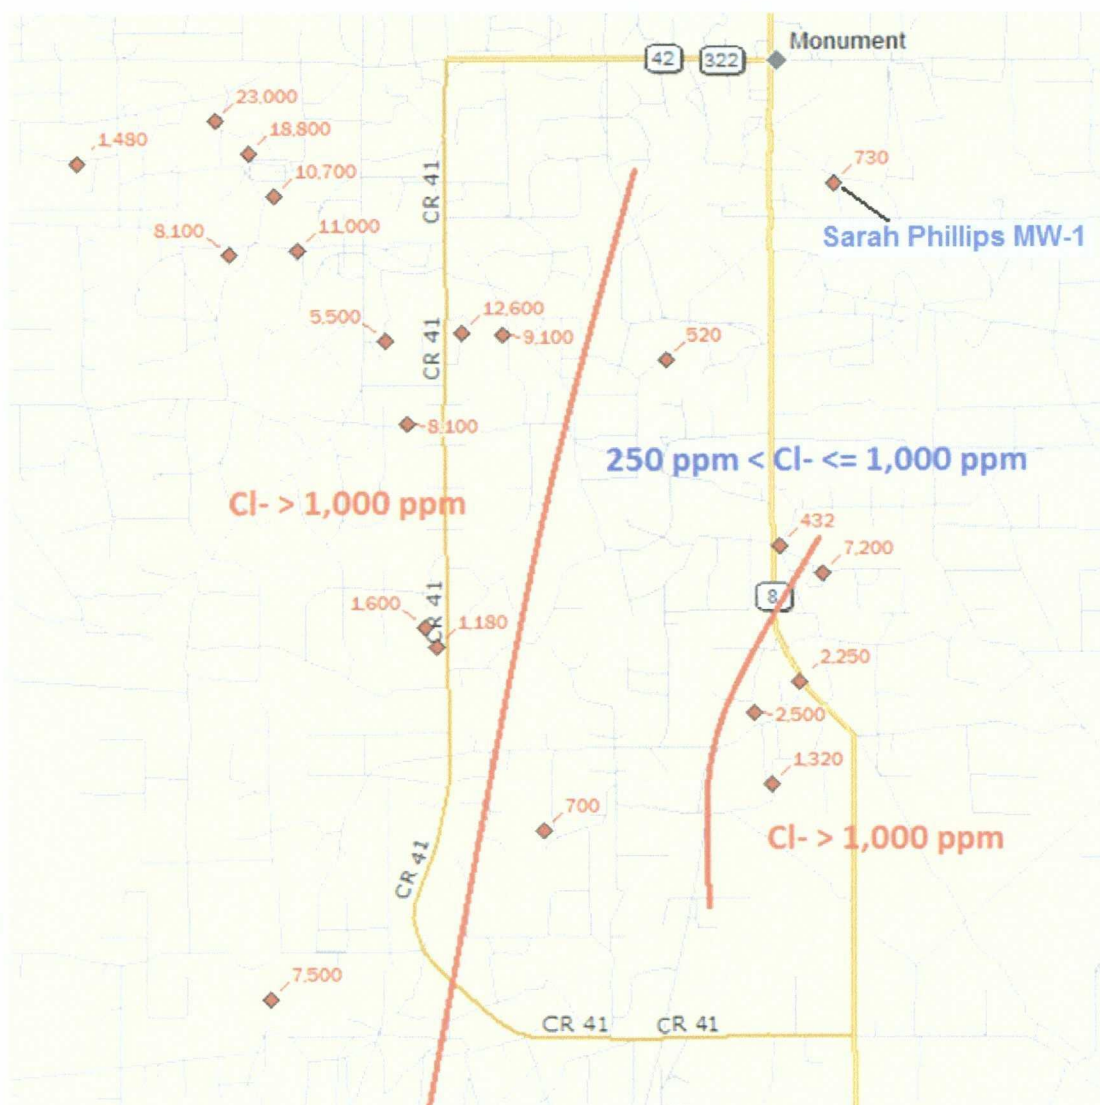 Monument
42
322
23,000
18,800
1,480
10,700
730
CR 41
8,100
11,000
Sarah Phillips MW-1
5,500
12,600
9,100
520
CR 41
8,100
250 ppm < Cl- <= 1,000 ppm
Cl- > 1,000 ppm
432
7,200
8
1,600
CR 41
1,180
2,250
2,500
1,320
700
Cl- > 1,000 ppm
CR 41
7,500
CR 41
CR 41